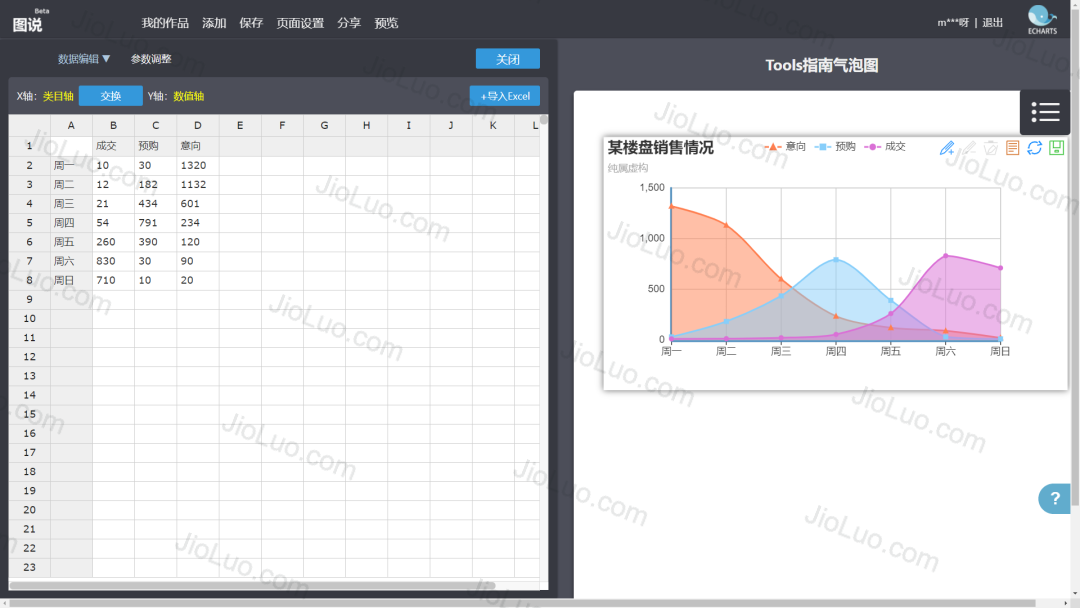 Beta
图说 我的作品 添加 保存 页面设置 分享 预览 m***呀 | 退出
ECHARTS
数据编辑▼ 参数调整 关闭
X轴: 类目轴 交换 Y轴: 数值轴 +导入Excel
A B C D E F G H I J K L
1 成交 预购 意向
2 周一 10 30 1320
3 周二 12 182 1132
4 周三 21 434 601
5 周四 54 791 234
6 周五 260 390 120
7 周六 830 30 90
8 周日 710 10 20
9
10
11
12
13
14
15
16
17
18
19
20
21
22
23
Tools指南气泡图
某楼盘销售情况 意向 预购 成交
纯属虚构
1,500
1,000
500
0
周一 周二 周三 周四 周五 周六 周日
?
JioLuo.com